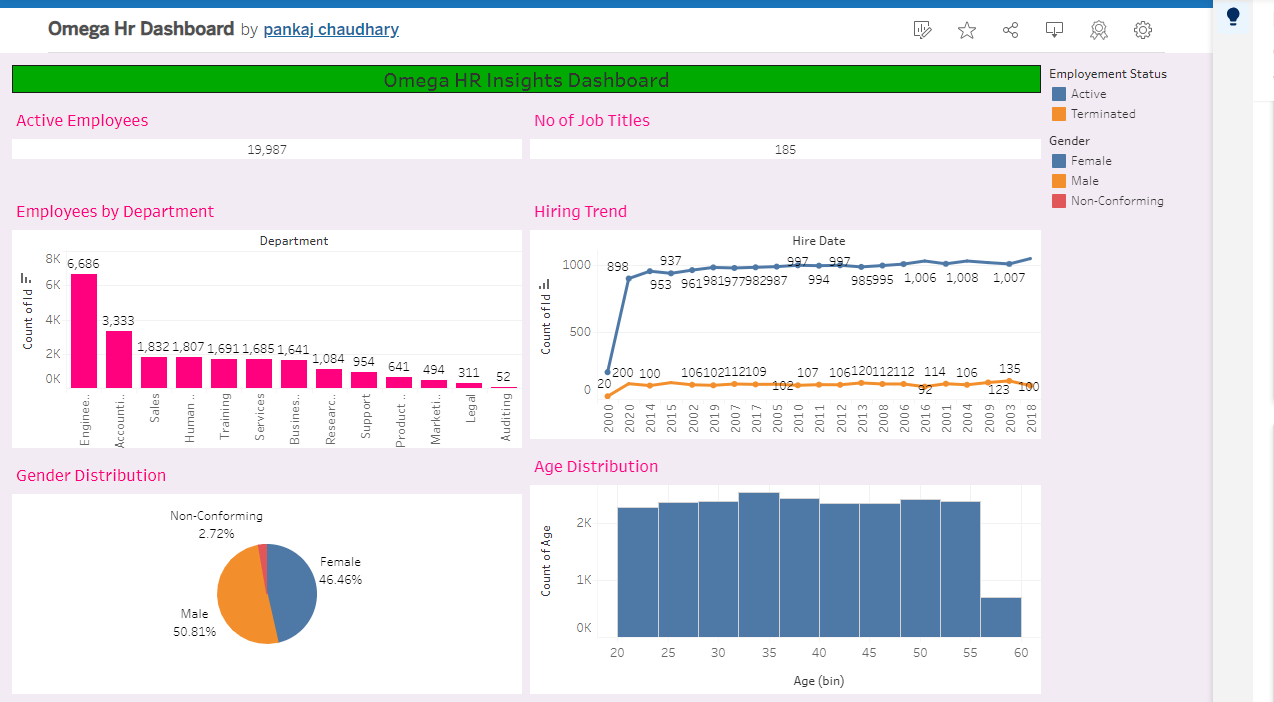 Omega Hr Dashboard by pankaj chaudhary
Omega HR Insights Dashboard
Employement Status
Active
Terminated
Gender
Female
Male
Non-Conforming
Active Employees
19,987
No of Job Titles
185
Employees by Department
Department
Count of Id
8K
6K
4K
2K
0K
6,686
3,333
1,832
1,807
1,691
1,685
1,641
1,084
954
641
494
311
52
Enginee..
Accounti..
Sales
Human ..
Training
Services
Busines..
Researc..
Support
Product ..
Marketi..
Legal
Auditing
Hiring Trend
Hire Date
Count of Id
1000
500
0
898
953
937
961
981
977
982
987
997
994
997
985
995
1,006
1,008
1,007
20
200
100
106
102
112
109
102
107
106
120
112
112
92
114
106
123
135
100
2000
2020
2014
2015
2002
2019
2007
2017
2005
2010
2011
2012
2013
2008
2006
2016
2001
2004
2009
2003
2018
Gender Distribution
Non-Conforming
2.72%
Female
46.46%
Male
50.81%
Age Distribution
Count of Age
2K
1K
0K
20
25
30
35
40
45
50
55
60
Age (bin)